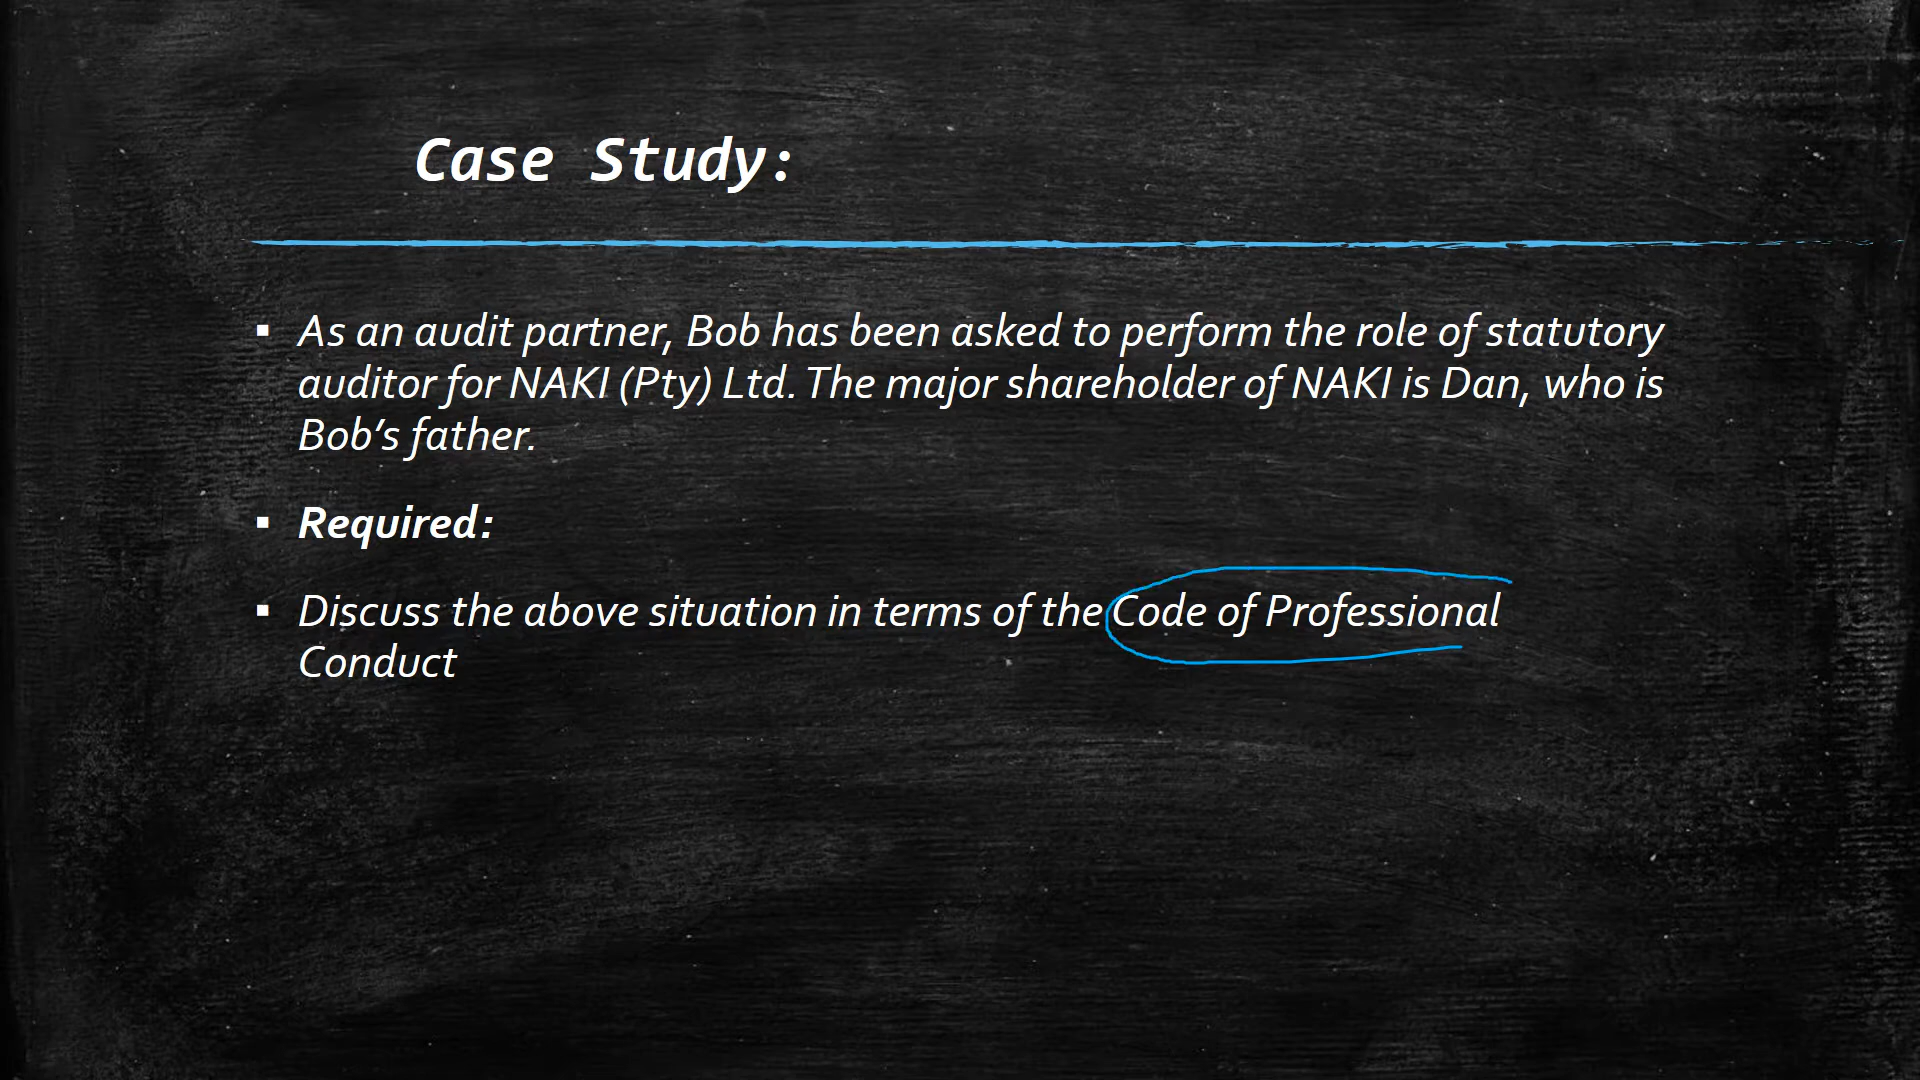 Case Study:
▪ As an audit partner, Bob has been asked to perform the role of statutory
auditor for NAKI (Pty) Ltd. The major shareholder of NAKI is Dan, who is
Bob’s father.
▪ Required:
▪ Discuss the above situation in terms of the Code of Professional
Conduct